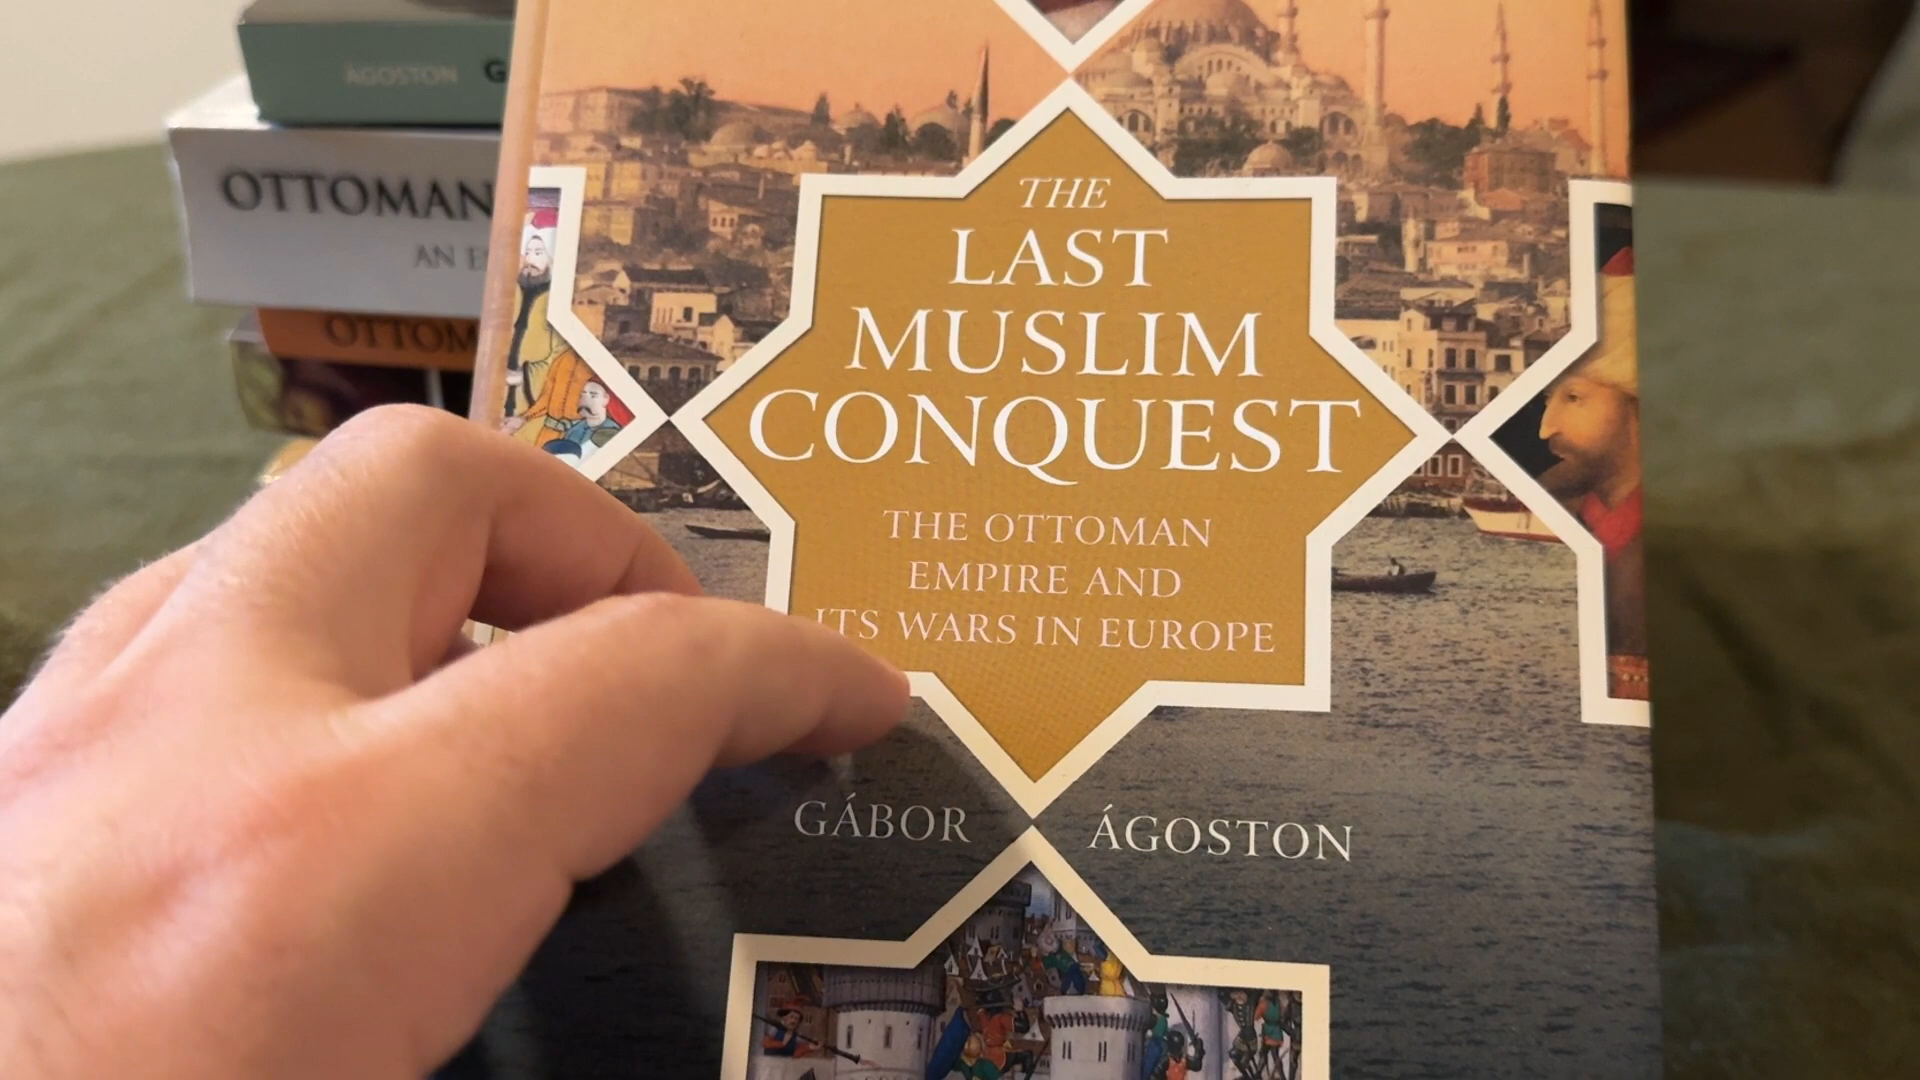 ÁGOSTON G
OTTOMAN
AN E
OTTOM
THE
LAST
MUSLIM
CONQUEST
THE OTTOMAN
EMPIRE AND
ITS WARS IN EUROPE
GÁBOR ÁGOSTON